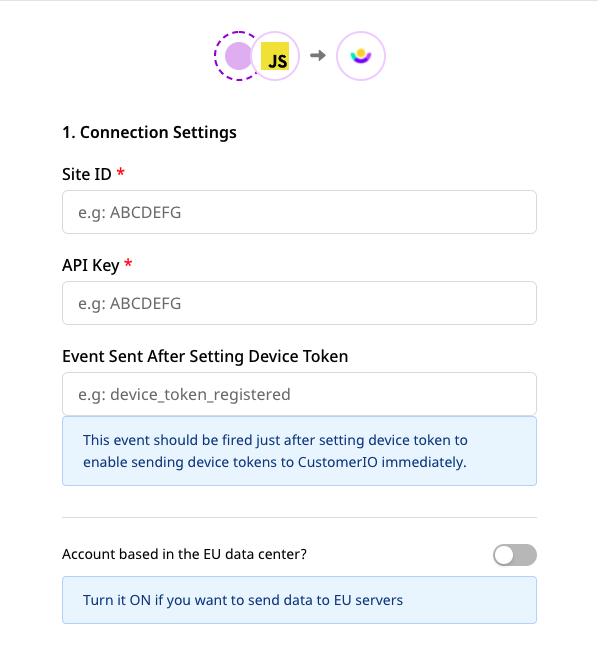 JS
1. Connection Settings
Site ID *
e.g: ABCDEFG
API Key *
e.g: ABCDEFG
Event Sent After Setting Device Token
e.g: device_token_registered
This event should be fired just after setting device token to
enable sending device tokens to CustomerIO immediately.
Account based in the EU data center?
Turn it ON if you want to send data to EU servers